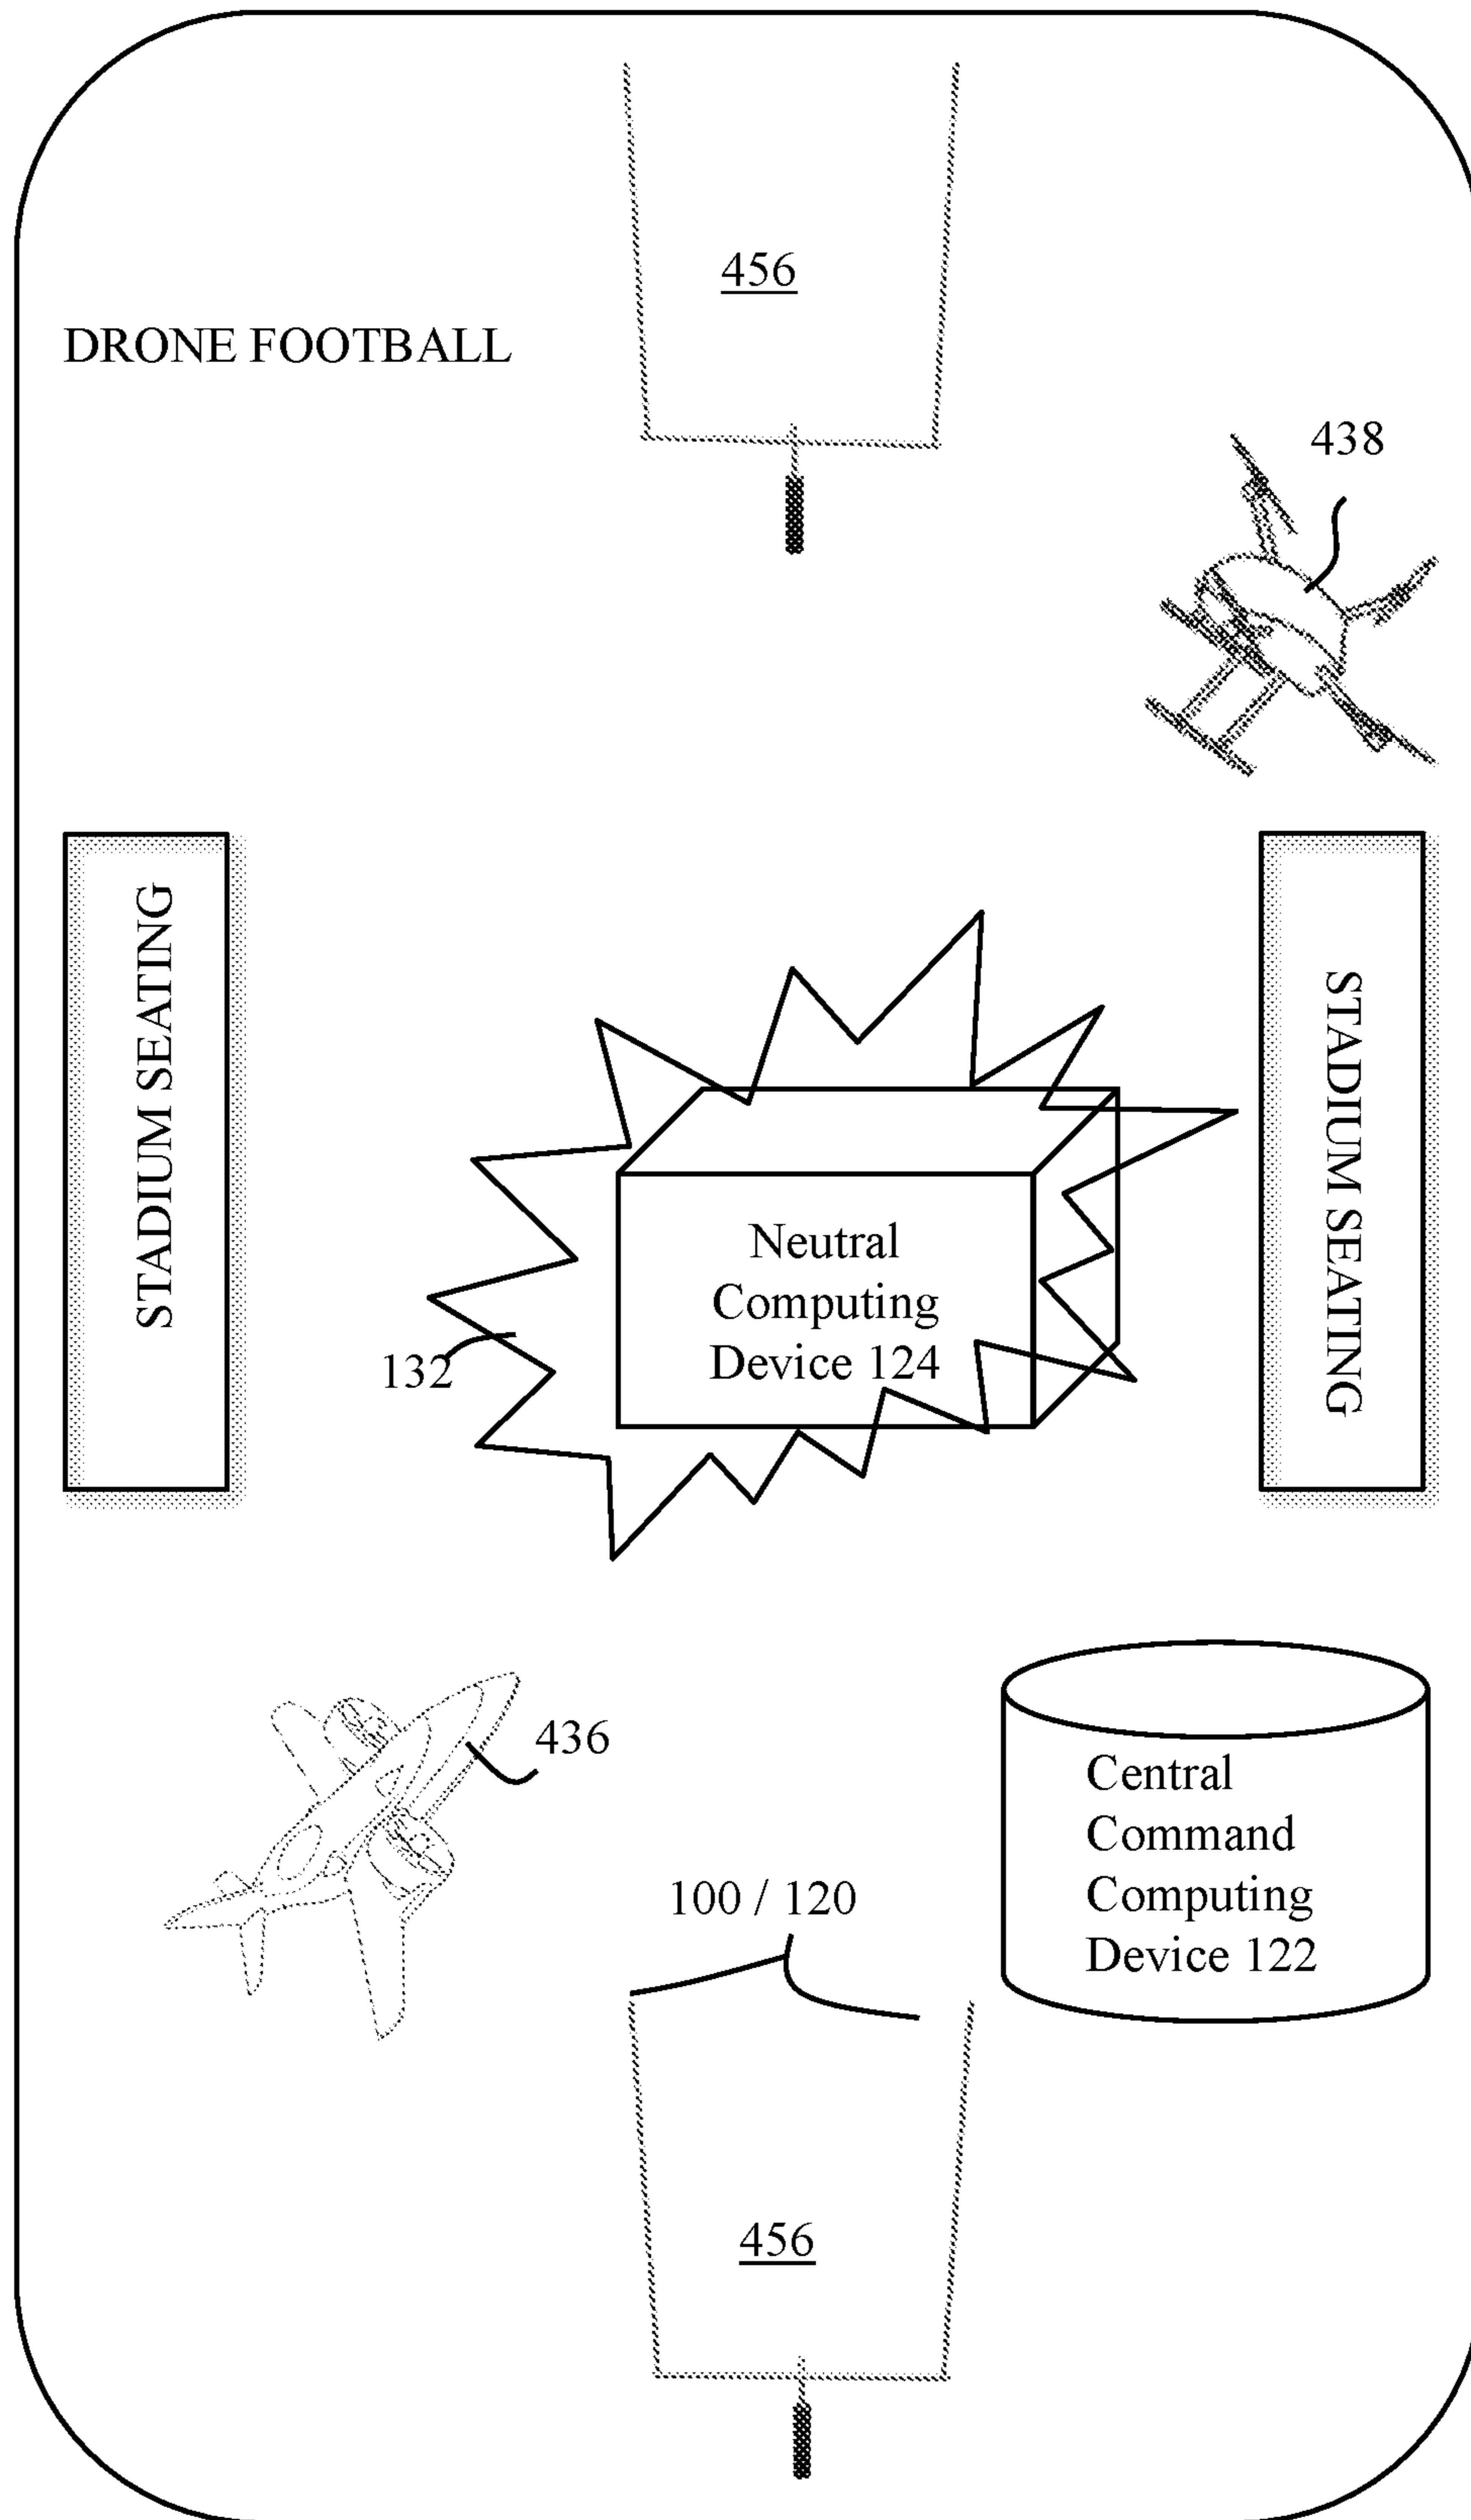 456
DRONE FOOTBALL
438
STADIUM SEATING
STADIUM SEATING
Neutral
Computing
Device 124
132
436
Central
Command
Computing
Device 122
100 / 120
456